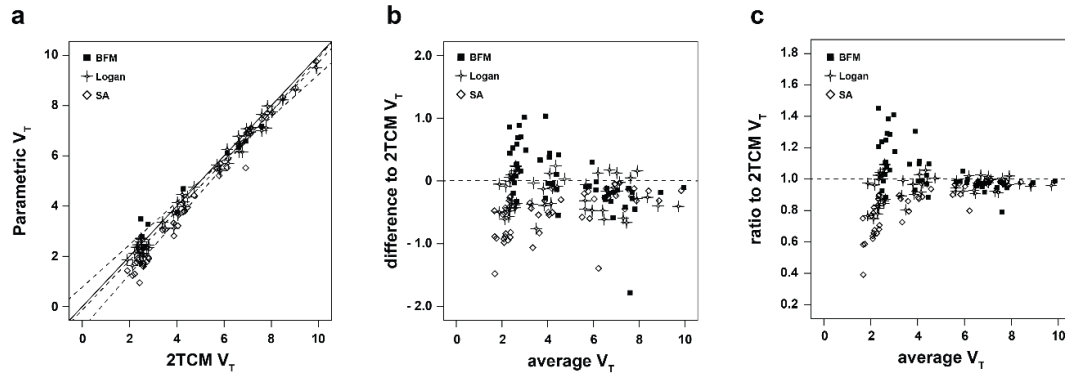 a
Parametric V_T
10
8
6
4
2
0
BFM
Logan
SA
0 2 4 6 8 10
2TCM V_T
b
difference to 2TCM V_T
2.0
1.0
0
- 1.0
- 2.0
BFM
Logan
SA
0 2 4 6 8 10
average V_T
c
ratio to 2TCM V_T
1.8
1.6
1.4
1.2
1.0
0.8
0.6
0.4
0.2
BFM
Logan
SA
0 2 4 6 8 10
average V_T